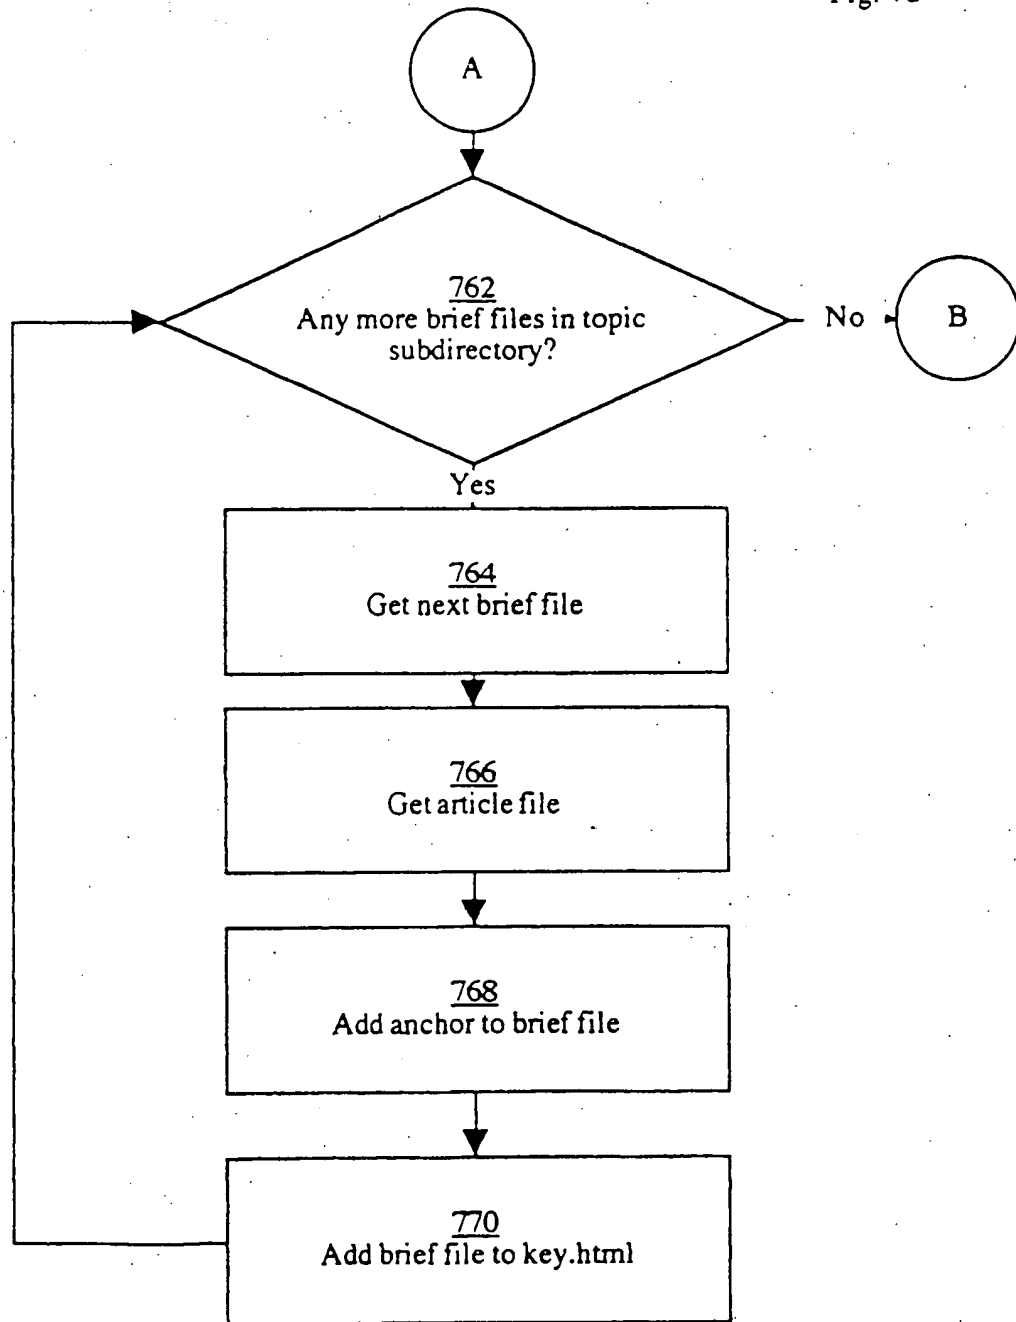 A
762
Any more brief files in topic
subdirectory?
No
B
Yes
764
Get next brief file
766
Get article file
768
Add anchor to brief file
770
Add brief file to key.html